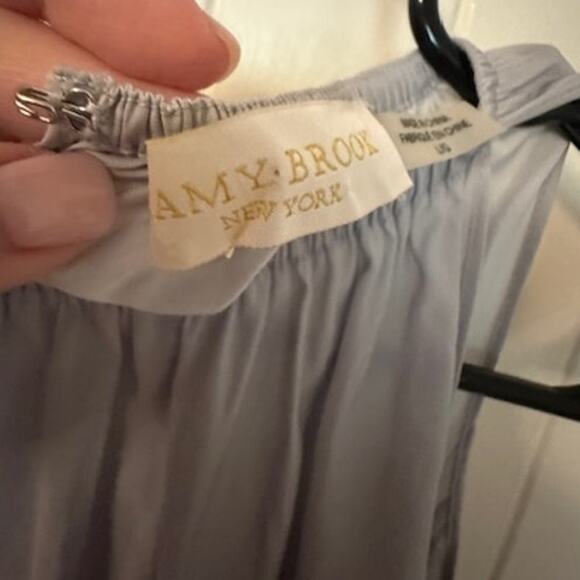 AMY BROOK
NEW YORK
MADE IN CHINA
FABRIQUE EN CHINE
L/G